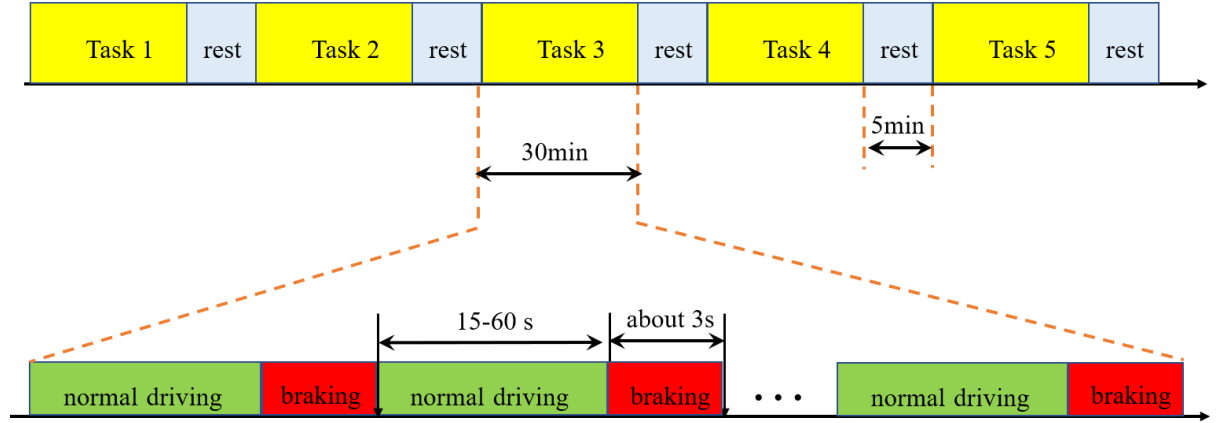 Task 1 rest Task 2 rest Task 3 rest Task 4 rest Task 5 rest
5min
30min
15-60 s about 3s
normal driving braking normal driving braking • • • normal driving braking